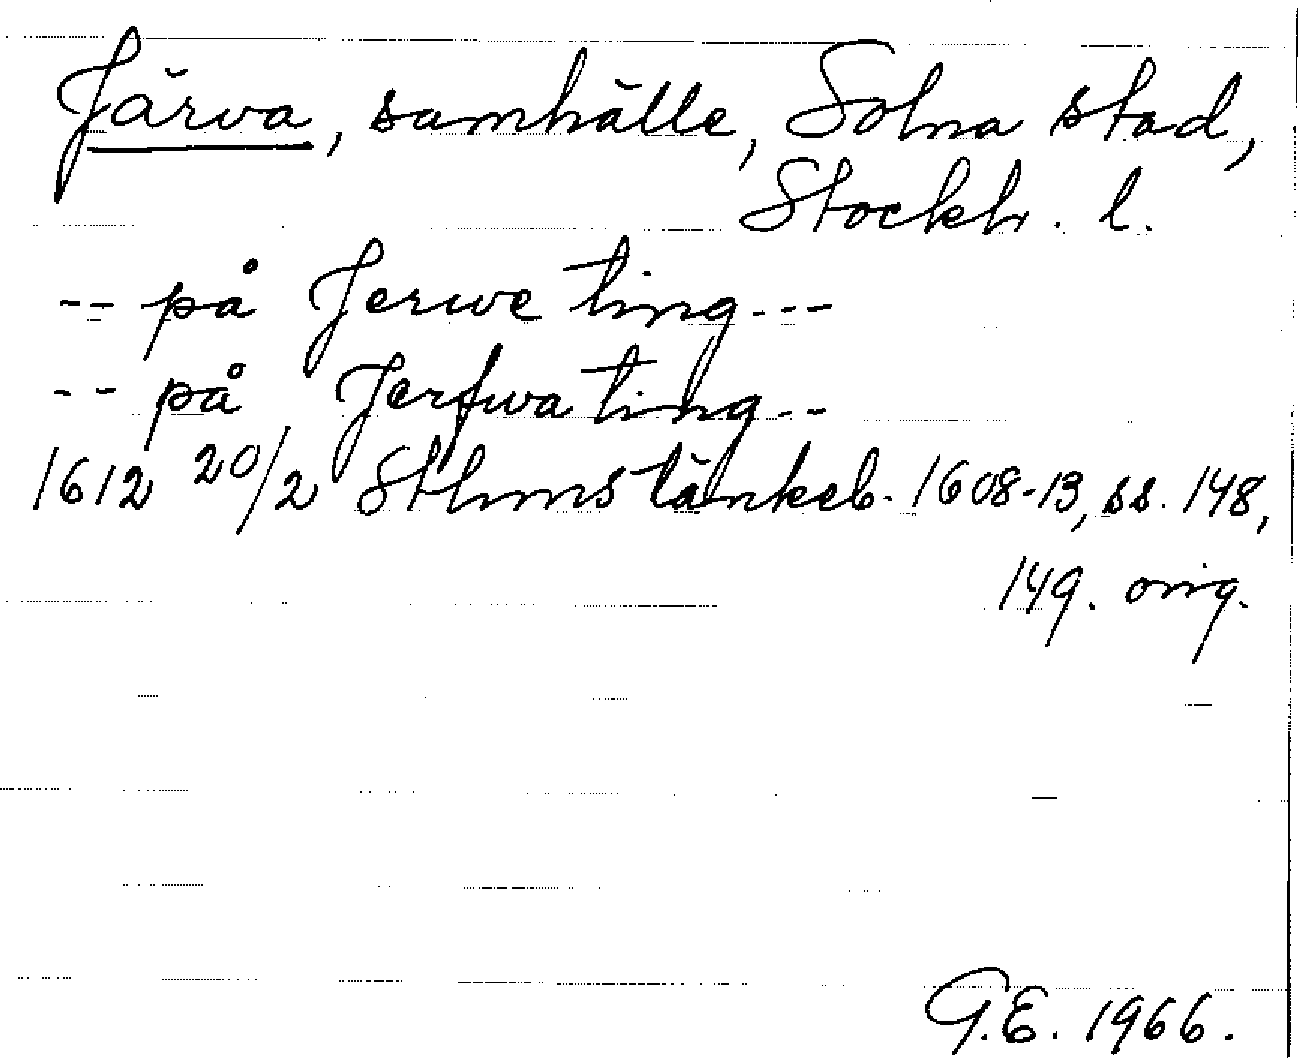 Järva, samhälle, Solna stad,
Stockh. l.
-- på Jerwe ting ---
-- på Jerfwa ting --
1612 20/2 Sthms tänkeb. 1608-13, ss. 148,
149. orig.
G.E. 1966.